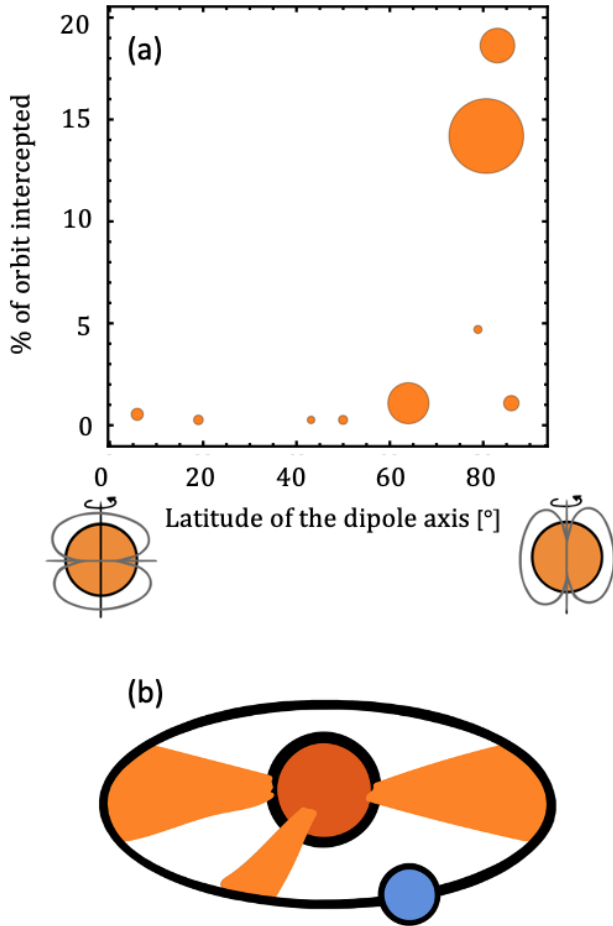 20
(a)
15
10
5
0
% of orbit intercepted
0 20 40 60 80
Latitude of the dipole axis [°]
(b)